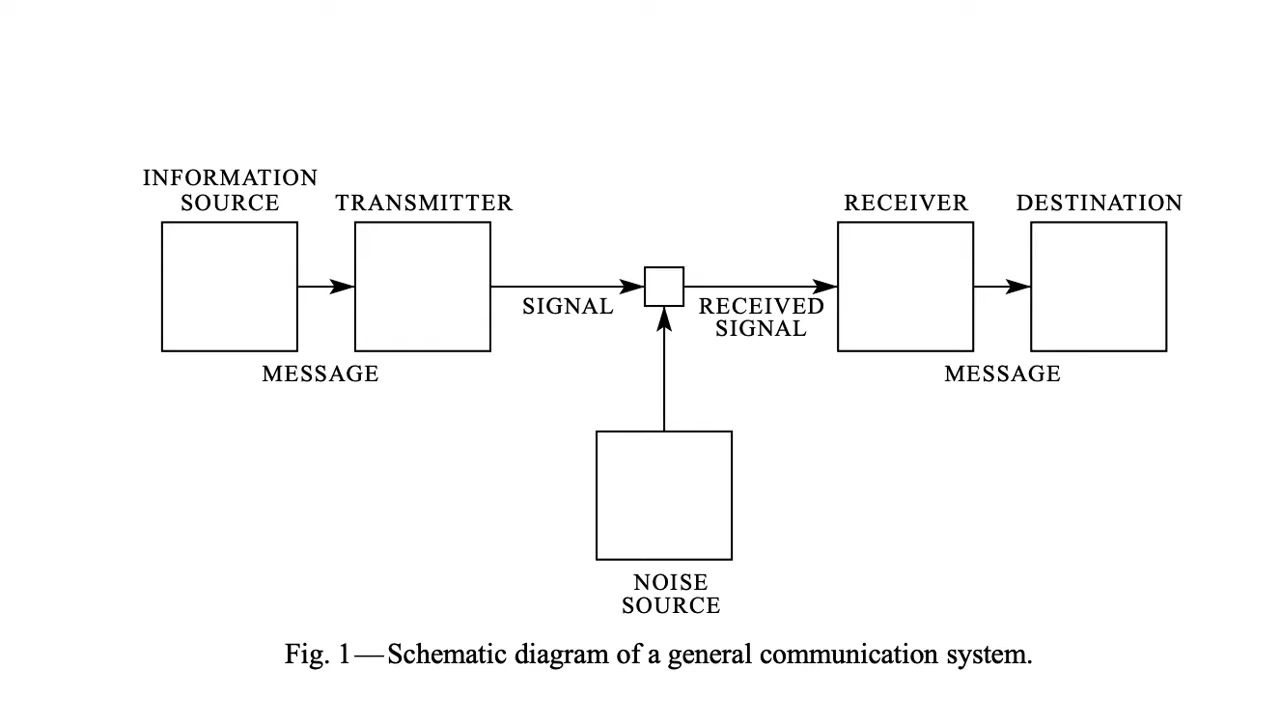 INFORMATION
SOURCE
TRANSMITTER
RECEIVER
DESTINATION
SIGNAL
RECEIVED
SIGNAL
MESSAGE
MESSAGE
NOISE
SOURCE
Fig. 1—Schematic diagram of a general communication system.